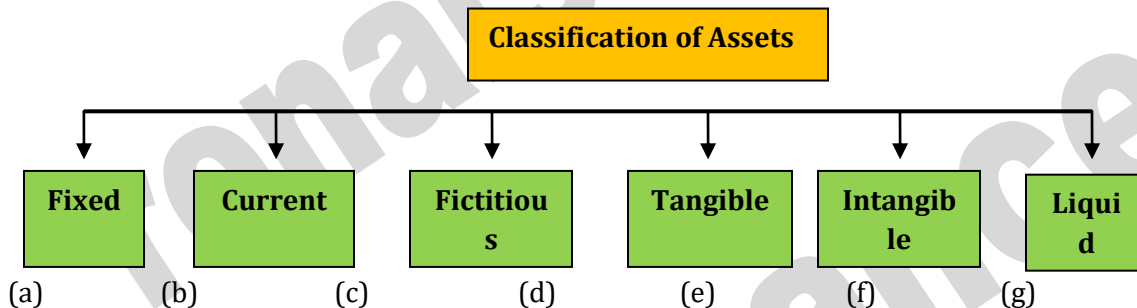 Classification of Assets
Fixed
Current
Fictitiou
s
Tangible
Intangib
le
Liqui
d
(a) (b) (c) (d) (e) (f) (g)